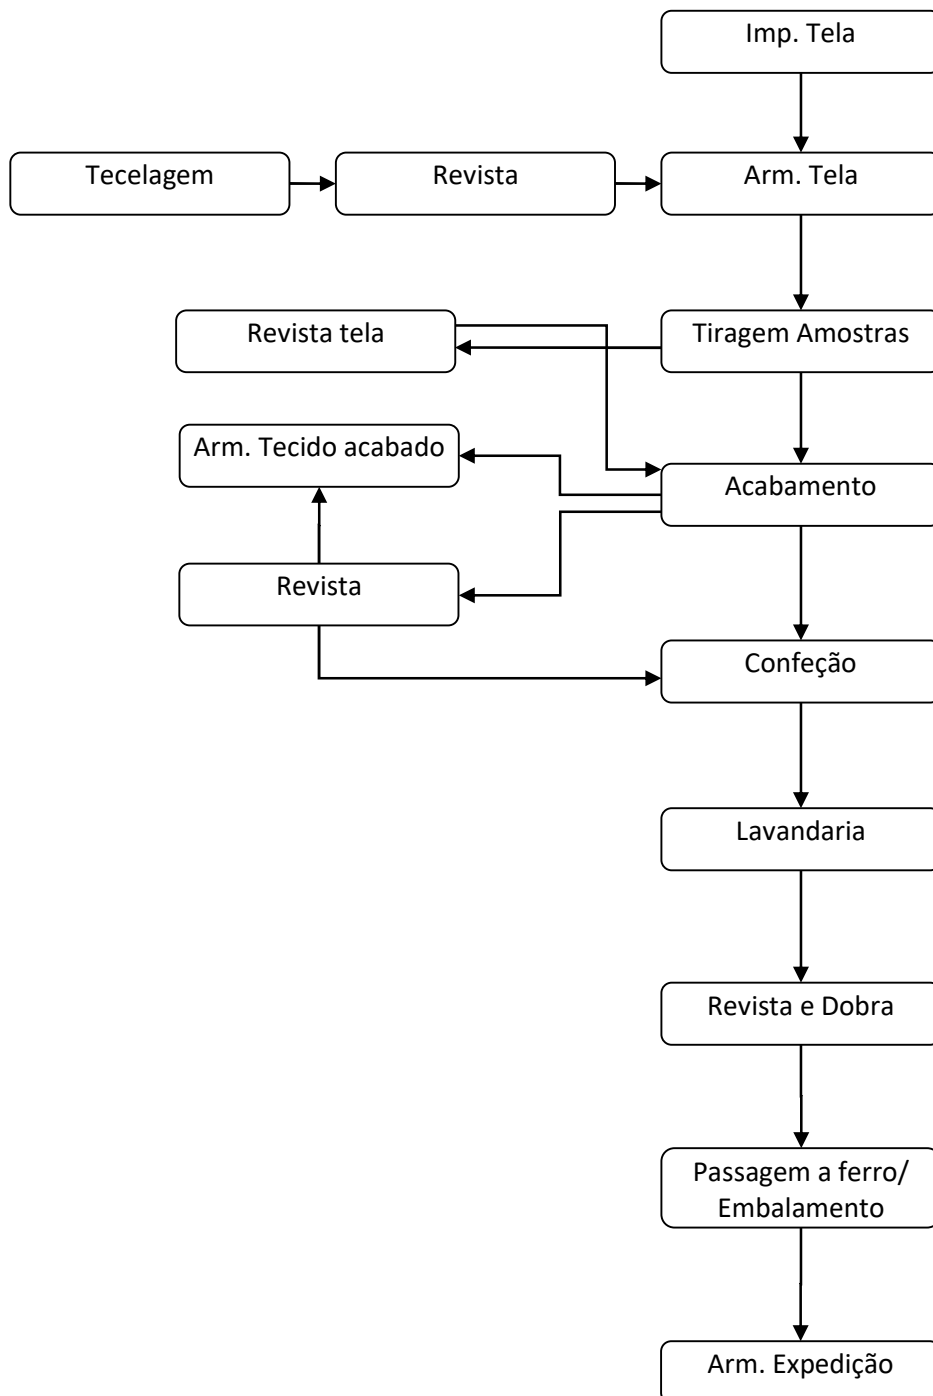 Imp. Tela
Tecelagem
Revista
Arm. Tela
Revista tela
Tiragem Amostras
Arm. Tecido acabado
Acabamento
Revista
Confeção
Lavandaria
Revista e Dobra
Passagem a ferro/
Embalamento
Arm. Expedição